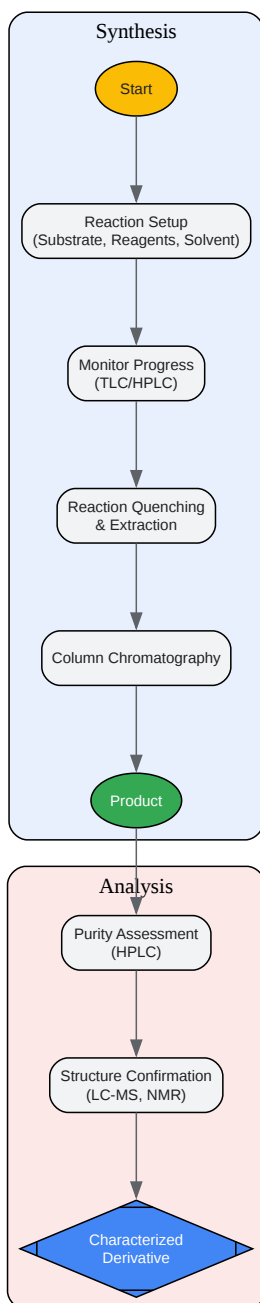 Synthesis
Start
Reaction Setup
(Substrate, Reagents, Solvent)
Monitor Progress
(TLC/HPLC)
Reaction Quenching
& Extraction
Column Chromatography
Product
Analysis
Purity Assessment
(HPLC)
Structure Confirmation
(LC-MS, NMR)
Characterized
Derivative